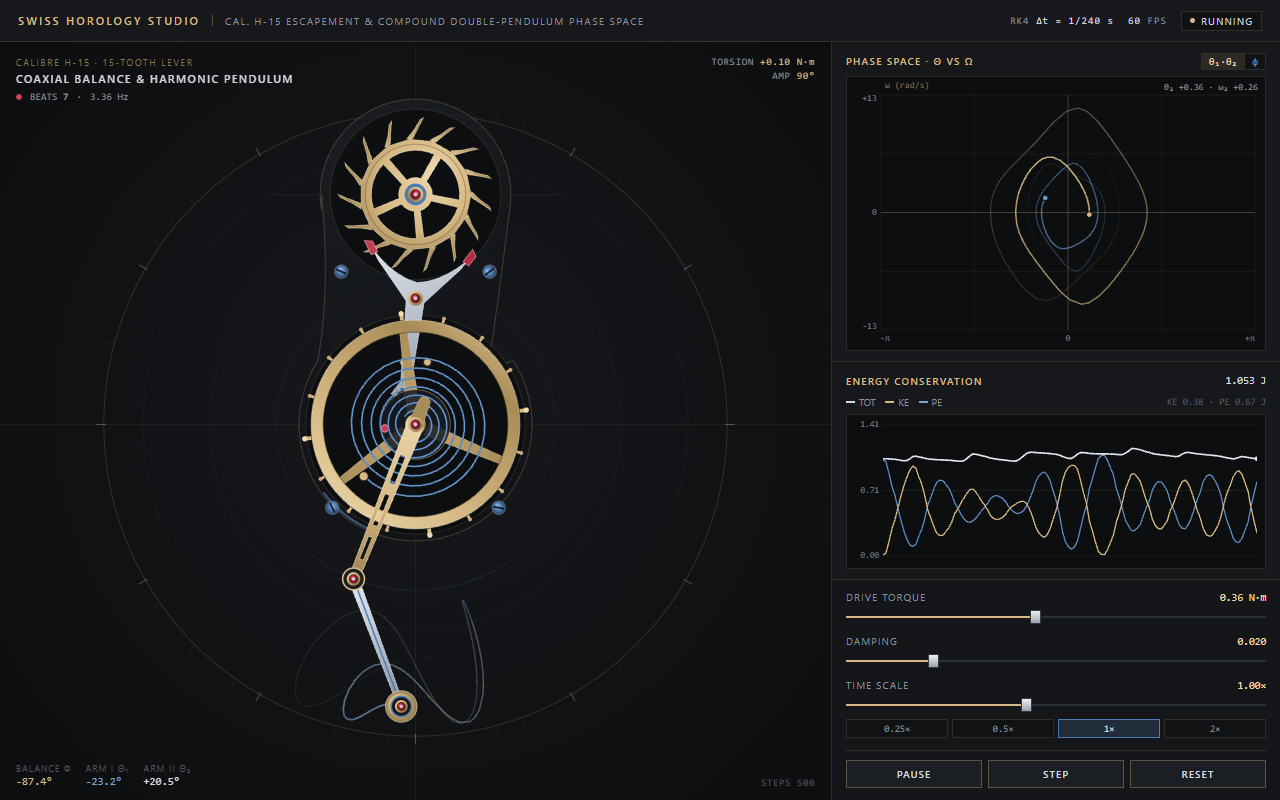 SWISS HOROLOGY STUDIO
CAL. H-15 ESCAPEMENT & COMPOUND DOUBLE-PENDULUM PHASE SPACE
RK4 Δt = 1/240 s 60 FPS
RUNNING
CALIBRE H-15 · 15-TOOTH LEVER
COAXIAL BALANCE & HARMONIC PENDULUM
BEATS 7 · 3.36 Hz
TORSION +0.10 N·m
AMP 90°
BALANCE Φ ARM I Θ₁ ARM II Θ₂
-87.4° -23.2° +20.5°
STEPS 500
PHASE SPACE · Θ VS Ω
θ₁·θ₂ ϕ
ω (rad/s)
θ₂ +0.36 · ω₂ +0.26
+13
0
-13
-π 0 +π
ENERGY CONSERVATION
1.053 J
TOT KE PE
KE 0.38 · PE 0.67 J
1.41
0.71
0.00
DRIVE TORQUE 0.36 N·m
DAMPING 0.020
TIME SCALE 1.00×
0.25× 0.5× 1× 2×
PAUSE STEP RESET